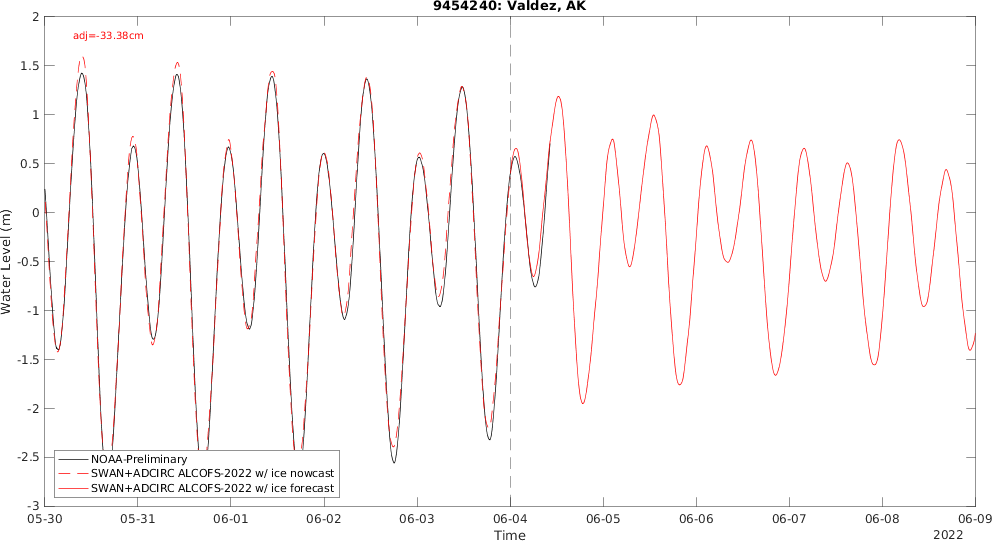 9454240: Valdez, AK
adj=-33.38cm
2
1.5
1
0.5
0
-0.5
-1
-1.5
-2
-2.5
-3
Water Level (m)
NOAA-Preliminary
SWAN+ADCIRC ALCOFS-2022 w/ ice nowcast
SWAN+ADCIRC ALCOFS-2022 w/ ice forecast
05-30 05-31 06-01 06-02 06-03 06-04 06-05 06-06 06-07 06-08 06-09
Time
2022